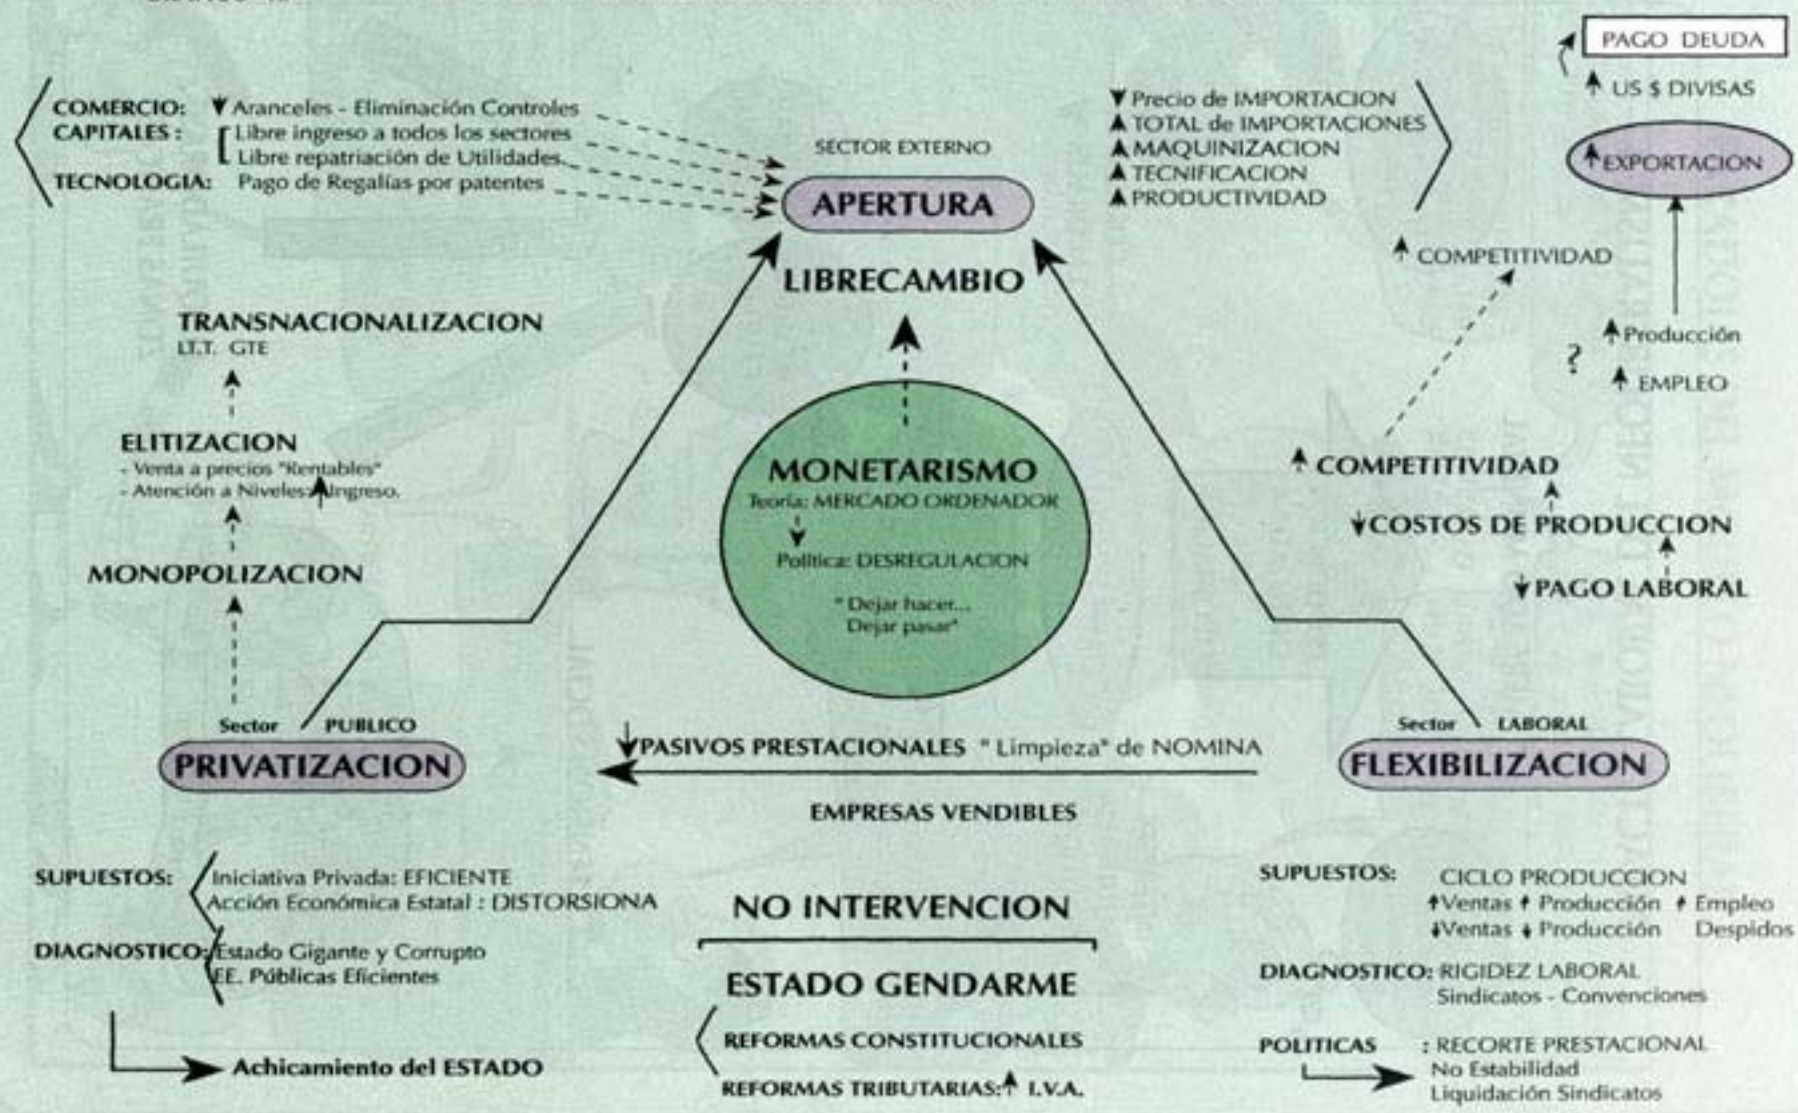 PAGO DEUDA
US $ DIVISAS
EXPORTACION
COMERCIO: Aranceles - Eliminación Controles
CAPITALES : Libre ingreso a todos los sectores
Libre repatriación de Utilidades.
TECNOLOGIA: Pago de Regalías por patentes
SECTOR EXTERNO
APERTURA
LIBRECAMBIO
Precio de IMPORTACION
TOTAL de IMPORTACIONES
MAQUINIZACION
TECNIFICACION
PRODUCTIVIDAD
COMPETITIVIDAD
Producción
?
EMPLEO
TRANSNACIONALIZACION
I.T.T. GTE
ELITIZACION
- Venta a precios "Rentables"
- Atención a Niveles: Ingreso.
MONOPOLIZACION
MONETARISMO
Teoría: MERCADO ORDENADOR
Política: DESREGULACION
" Dejar hacer...
Dejar pasar"
COMPETITIVIDAD
COSTOS DE PRODUCCION
PAGO LABORAL
Sector PUBLICO
PRIVATIZACION
PASIVOS PRESTACIONALES " Limpieza" de NOMINA
EMPRESAS VENDIBLES
Sector LABORAL
FLEXIBILIZACION
SUPUESTOS: Iniciativa Privada: EFICIENTE
Acción Económica Estatal : DISTORSIONA
DIAGNOSTICO: Estado Gigante y Corrupto
EE. Públicas Eficientes
Achicamiento del ESTADO
NO INTERVENCION
ESTADO GENDARME
REFORMAS CONSTITUCIONALES
REFORMAS TRIBUTARIAS: I.V.A.
SUPUESTOS: CICLO PRODUCCION
Ventas Producción Empleo
Ventas Producción Despidos
DIAGNOSTICO: RIGIDEZ LABORAL
Sindicatos - Convenciones
POLITICAS : RECORTE PRESTACIONAL
No Estabilidad
Liquidación Sindicatos